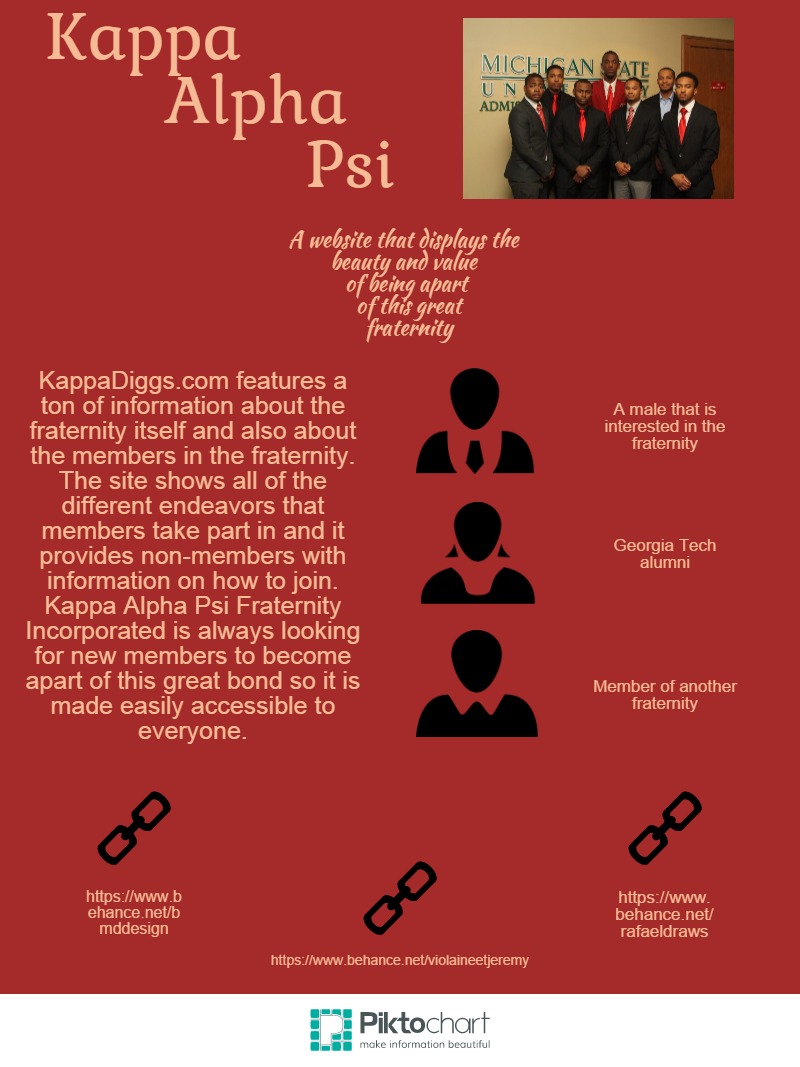 Kappa
Alpha
Psi
MICHIGAN STATE
UN
ADM
A website that displays the
beauty and value
of being apart
of this great
fraternity
KappaDiggs.com features a
ton of information about the
fraternity itself and also about
the members in the fraternity.
The site shows all of the
different endeavors that
members take part in and it
provides non-members with
information on how to join.
Kappa Alpha Psi Fraternity
Incorporated is always looking
for new members to become
apart of this great bond so it is
made easily accessible to
everyone.
A male that is
interested in the
fraternity
Georgia Tech
alumni
Member of another
fraternity
https://www.b
ehance.net/b
mddesign
https://www.behance.net/violaineetjeremy
https://www.
behance.net/
rafaeldraws
Piktochart
make information beautiful